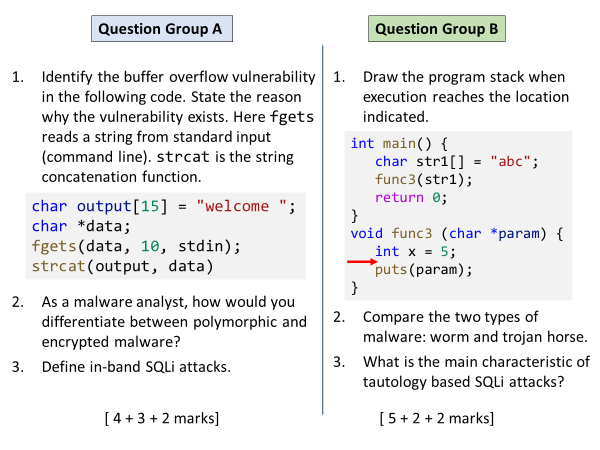 Question Group A
1. Identify the buffer overflow vulnerability
in the following code. State the reason
why the vulnerability exists. Here fgets
reads a string from standard input
(command line). strcat is the string
concatenation function.
char output[15] = "welcome ";
char *data;
fgets(data, 10, stdin);
strcat(output, data)
2. As a malware analyst, how would you
differentiate between polymorphic and
encrypted malware?
3. Define in-band SQLi attacks.
[ 4 + 3 + 2 marks]
Question Group B
1. Draw the program stack when
execution reaches the location
indicated.
int main() {
char str1[] = "abc";
func3(str1);
return 0;
}
void func3 (char *param) {
int x = 5;
puts(param);
}
2. Compare the two types of
malware: worm and trojan horse.
3. What is the main characteristic of
tautology based SQLi attacks?
[ 5 + 2 + 2 marks]